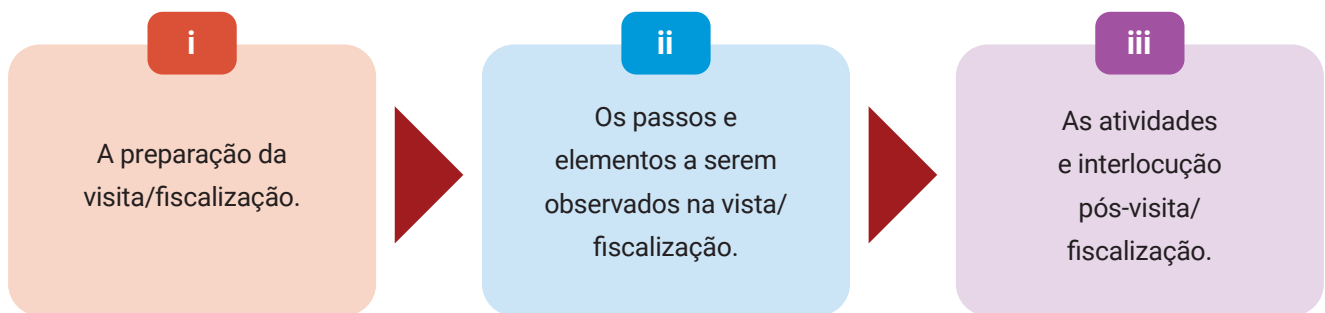 i
A preparação da
visita/fiscalização.
ii
Os passos e
elementos a serem
observados na vista/
fiscalização.
iii
As atividades
e interlocução
pós-visita/
fiscalização.